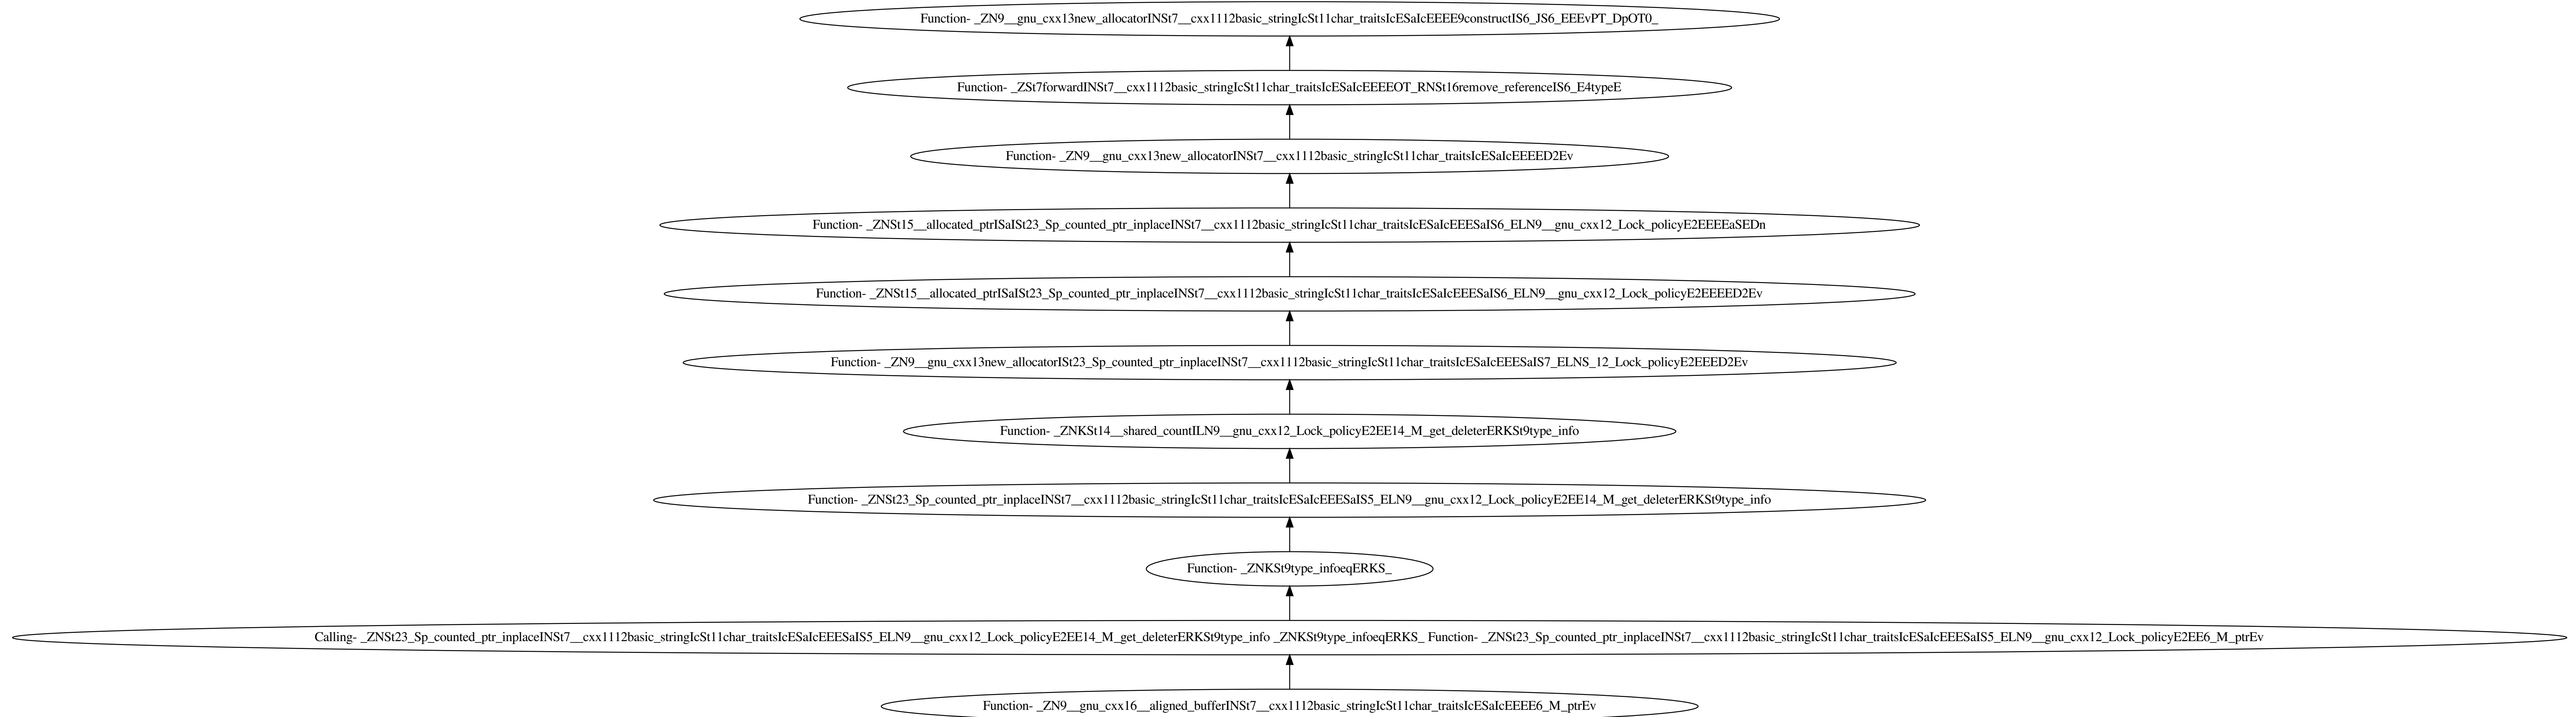 Function- _ZN9__gnu_cxx13new_allocatorINSt7__cxx1112basic_stringIcSt11char_traitsIcESaIcEEEE9constructIS6_JS6_EEEvPT_DpOT0_
Function- _ZSt7forwardINSt7__cxx1112basic_stringIcSt11char_traitsIcESaIcEEEEOT_RNSt16remove_referenceIS6_E4typeE
Function- _ZN9__gnu_cxx13new_allocatorINSt7__cxx1112basic_stringIcSt11char_traitsIcESaIcEEEED2Ev
Function- _ZNSt15__allocated_ptrISaISt23_Sp_counted_ptr_inplaceINSt7__cxx1112basic_stringIcSt11char_traitsIcESaIcEEESaIS6_ELN9__gnu_cxx12_Lock_policyE2EEEEaSEDn
Function- _ZNSt15__allocated_ptrISaISt23_Sp_counted_ptr_inplaceINSt7__cxx1112basic_stringIcSt11char_traitsIcESaIcEEESaIS6_ELN9__gnu_cxx12_Lock_policyE2EEEED2Ev
Function- _ZN9__gnu_cxx13new_allocatorISt23_Sp_counted_ptr_inplaceINSt7__cxx1112basic_stringIcSt11char_traitsIcESaIcEEESaIS7_ELNS_12_Lock_policyE2EEED2Ev
Function- _ZNKSt14__shared_countILN9__gnu_cxx12_Lock_policyE2EE14_M_get_deleterERKSt9type_info
Function- _ZNSt23_Sp_counted_ptr_inplaceINSt7__cxx1112basic_stringIcSt11char_traitsIcESaIcEEESaIS5_ELN9__gnu_cxx12_Lock_policyE2EE14_M_get_deleterERKSt9type_info
Function- _ZNKSt9type_infoeqERKS_
Calling- _ZNSt23_Sp_counted_ptr_inplaceINSt7__cxx1112basic_stringIcSt11char_traitsIcESaIcEEESaIS5_ELN9__gnu_cxx12_Lock_policyE2EE14_M_get_deleterERKSt9type_info _ZNKSt9type_infoeqERKS_ Function- _ZNSt23_Sp_counted_ptr_inplaceINSt7__cxx1112basic_stringIcSt11char_traitsIcESaIcEEESaIS5_ELN9__gnu_cxx12_Lock_policyE2EE6_M_ptrEv
Function- _ZN9__gnu_cxx16__aligned_bufferINSt7__cxx1112basic_stringIcSt11char_traitsIcESaIcEEEE6_M_ptrEv